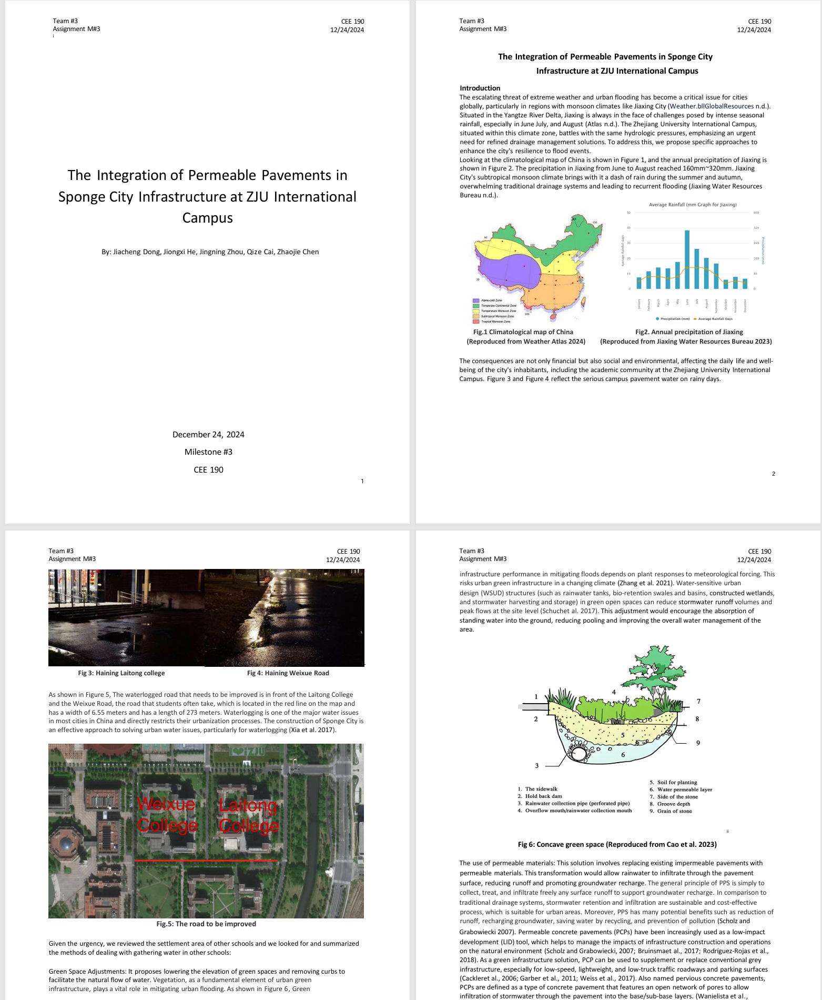 Team #3
Assignment M#3
i
CEE 190
12/24/2024
The Integration of Permeable Pavements in
Sponge City Infrastructure at ZJU International
Campus
By: Jiacheng Dong, Jiongxi He, Jingning Zhou, Qize Cai, Zhaojie Chen
December 24, 2024
Milestone #3
CEE 190
1
Team #3
Assignment M#3
CEE 190
12/24/2024
The Integration of Permeable Pavements in Sponge City
Infrastructure at ZJU International Campus
Introduction
The escalating threat of extreme weather and urban flooding has become a critical issue for cities
globally, particularly in regions with monsoon climates like Jiaxing City (Weather.bllGlobalResources n.d.).
Situated in the Yangtze River Delta, Jiaxing is always in the face of challenges posed by intense seasonal
rainfall, especially in June July, and August (Atlas n.d.). The Zhejiang University International Campus,
situated within this climate zone, battles with the same hydrologic pressures, emphasizing an urgent
need for refined drainage management solutions. To address this, we propose specific approaches to
enhance the city's resilience to flood events.
Looking at the climatological map of China is shown in Figure 1, and the annual precipitation of Jiaxing is
shown in Figure 2. The precipitation in Jiaxing from June to August reached 160mm~320mm. Jiaxing
City's subtropical monsoon climate brings with it a dash of rain during the summer and autumn,
overwhelming traditional drainage systems and leading to recurrent flooding (Jiaxing Water Resources
Bureau n.d.).
80
90
100
110
130
30
100
Alpine-cold Zone
Temperate Continental Zone
Temperature Monsoon Zone
Subtropical Monsoon Zone
Tropical Monsoon Zone
Average Rainfall (mm Graph for Jiaxing)
50
40
30
20
10
0
Average Rainfall days
400
320
240
160
80
0
Precipitation (mm)
January
February
March
April
May
June
July
August
September
October
November
December
Precipitation (mm) Average Rainfall Days
Fig.1 Climatological map of China
(Reproduced from Weather Atlas 2024)
Fig2. Annual precipitation of Jiaxing
(Reproduced from Jiaxing Water Resources Bureau 2023)
The consequences are not only financial but also social and environmental, affecting the daily life and well-
being of the city's inhabitants, including the academic community at the Zhejiang University International
Campus. Figure 3 and Figure 4 reflect the serious campus pavement water on rainy days.
2
Team #3
Assignment M#3
CEE 190
12/24/2024
Fig 3: Haining Laitong college
Fig 4: Haining Weixue Road
As shown in Figure 5, The waterlogged road that needs to be improved is in front of the Laitong College
and the Weixue Road, the road that students often take, which is located in the red line on the map and
has a width of 6.55 meters and has a length of 273 meters. Waterlogging is one of the major water issues
in most cities in China and directly restricts their urbanization processes. The construction of Sponge City is
an effective approach to solving urban water issues, particularly for waterlogging (Xia et al. 2017).
ZJU
Weixue
College
Laitong
College
Fig.5: The road to be improved
Given the urgency, we reviewed the settlement area of other schools and we looked for and summarized
the methods of dealing with gathering water in other schools:
Green Space Adjustments: It proposes lowering the elevation of green spaces and removing curbs to
facilitate the natural flow of water. Vegetation, as a fundamental element of urban green
infrastructure, plays a vital role in mitigating urban flooding. As shown in Figure 6, Green
Team #3
Assignment M#3
CEE 190
12/24/2024
infrastructure performance in mitigating floods depends on plant responses to meteorological forcing. This
risks urban green infrastructure in a changing climate (Zhang et al. 2021). Water-sensitive urban
design (WSUD) structures (such as rainwater tanks, bio-retention swales and basins, constructed wetlands,
and stormwater harvesting and storage) in green open spaces can reduce stormwater runoff volumes and
peak flows at the site level (Schuchet al. 2017). This adjustment would encourage the absorption of
standing water into the ground, reducing pooling and improving the overall water management of the
area.
1
2
3
4
5
6
7
8
9
1. The sidewalk
2. Hold back dam
3. Rainwater collection pipe (perforated pipe)
4. Overflow mouth/rainwater collection mouth
5. Soil for planting
6. Water permeable layer
7. Side of the stone
8. Groove depth
9. Grain of stone
ii
Fig 6: Concave green space (Reproduced from Cao et al. 2023)
The use of permeable materials: This solution involves replacing existing impermeable pavements with
permeable materials. This transformation would allow rainwater to infiltrate through the pavement
surface, reducing runoff and promoting groundwater recharge. The general principle of PPS is simply to
collect, treat, and infiltrate freely any surface runoff to support groundwater recharge. In comparison to
traditional drainage systems, stormwater retention and infiltration are sustainable and cost-effective
process, which is suitable for urban areas. Moreover, PPS has many potential benefits such as reduction of
runoff, recharging groundwater, saving water by recycling, and prevention of pollution (Scholz and
Grabowiecki 2007). Permeable concrete pavements (PCPs) have been increasingly used as a low-impact
development (LID) tool, which helps to manage the impacts of infrastructure construction and operations
on the natural environment (Scholz and Grabowiecki, 2007; Bruinsmaet al., 2017; Rodríguez-Rojas et al.,
2018). As a green infrastructure solution, PCP can be used to supplement or replace conventional grey
infrastructure, especially for low-speed, lightweight, and low-truck traffic roadways and parking surfaces
(Cackleret al., 2006; Garber et al., 2011; Weiss et al., 2017). Also named pervious concrete pavements,
PCPs are defined as a type of concrete pavement that features an open network of pores to allow
infiltration of stormwater through the pavement into the base/sub-base layers. (Wanielista et al.,